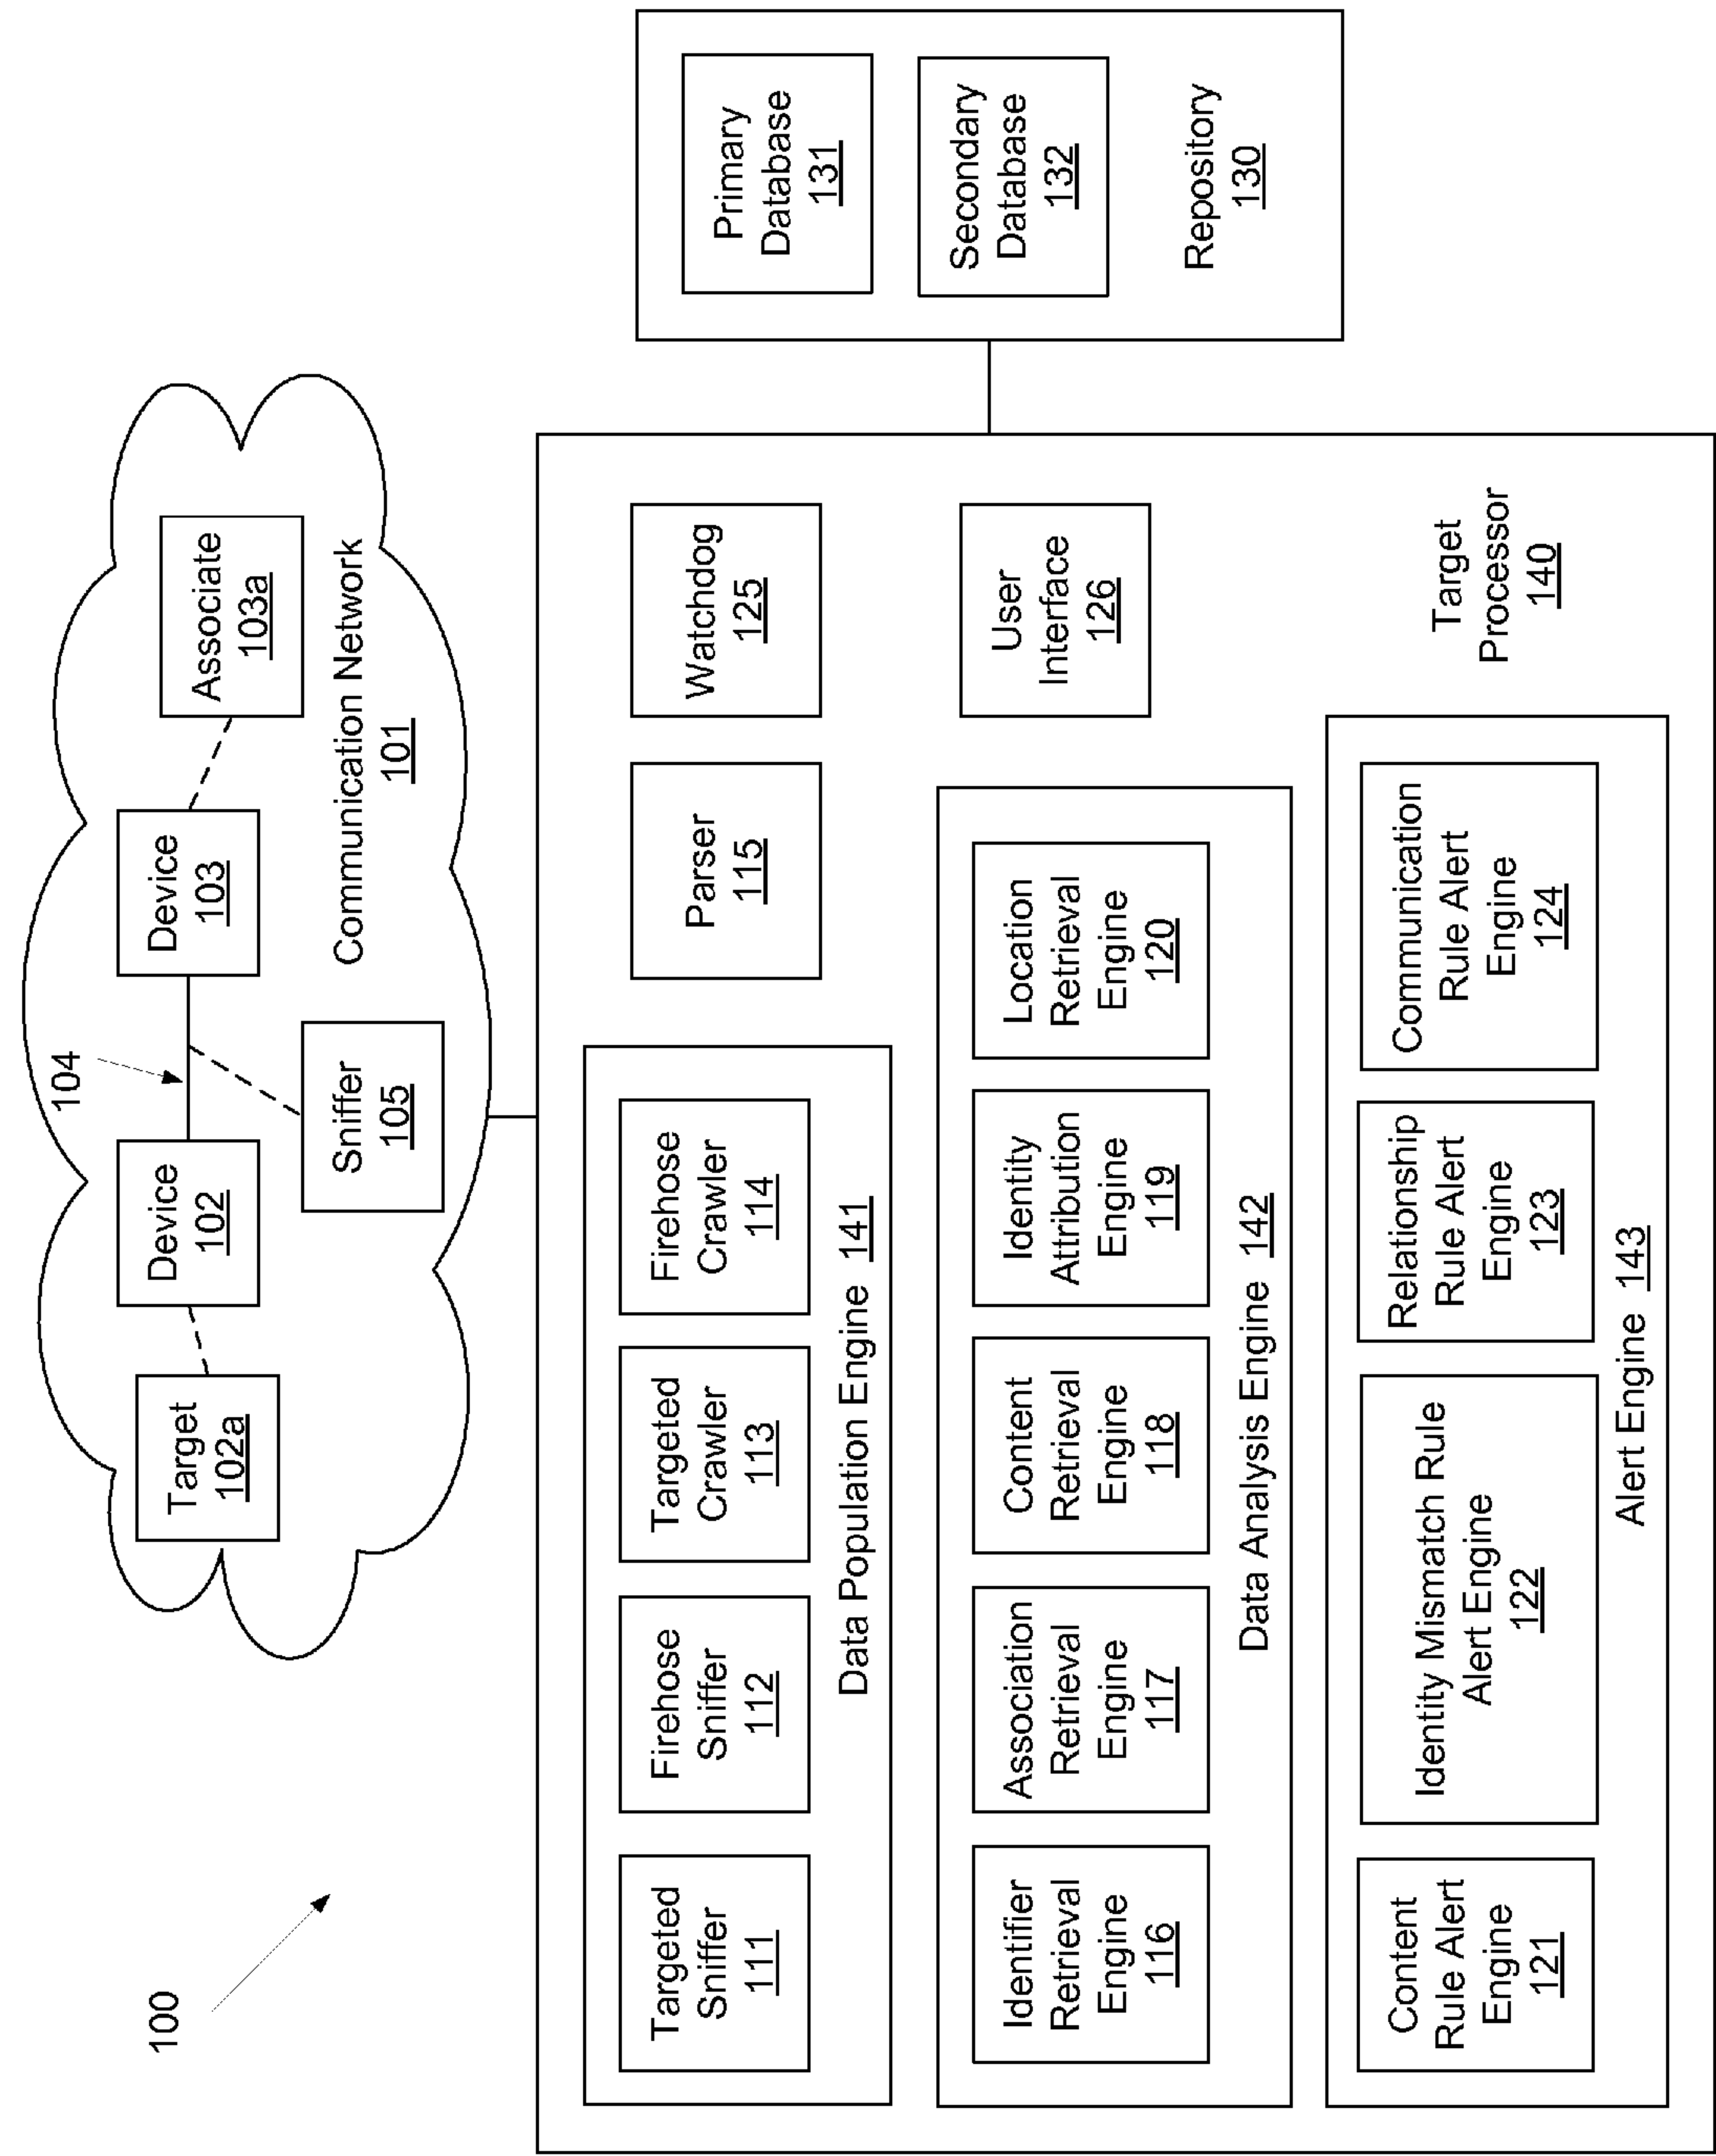 100
104
Target
102a
Device
102
Device
103
Associate
103a
Sniffer
105
Communication Network
101
Targeted
Sniffer
111
Firehose
Sniffer
112
Targeted
Crawler
113
Firehose
Crawler
114
Data Population Engine 141
Parser
115
Watchdog
125
Identifier
Retrieval
Engine
116
Association
Retrieval
Engine
117
Content
Retrieval
Engine
118
Identity
Attribution
Engine
119
Location
Retrieval
Engine
120
Data Analysis Engine 142
User
Interface
126
Content
Rule Alert
Engine
121
Identity Mismatch Rule
Alert Engine
122
Relationship
Rule Alert
Engine
123
Communication
Rule Alert
Engine
124
Alert Engine 143
Target
Processor
140
Primary
Database
131
Secondary
Database
132
Repository
130